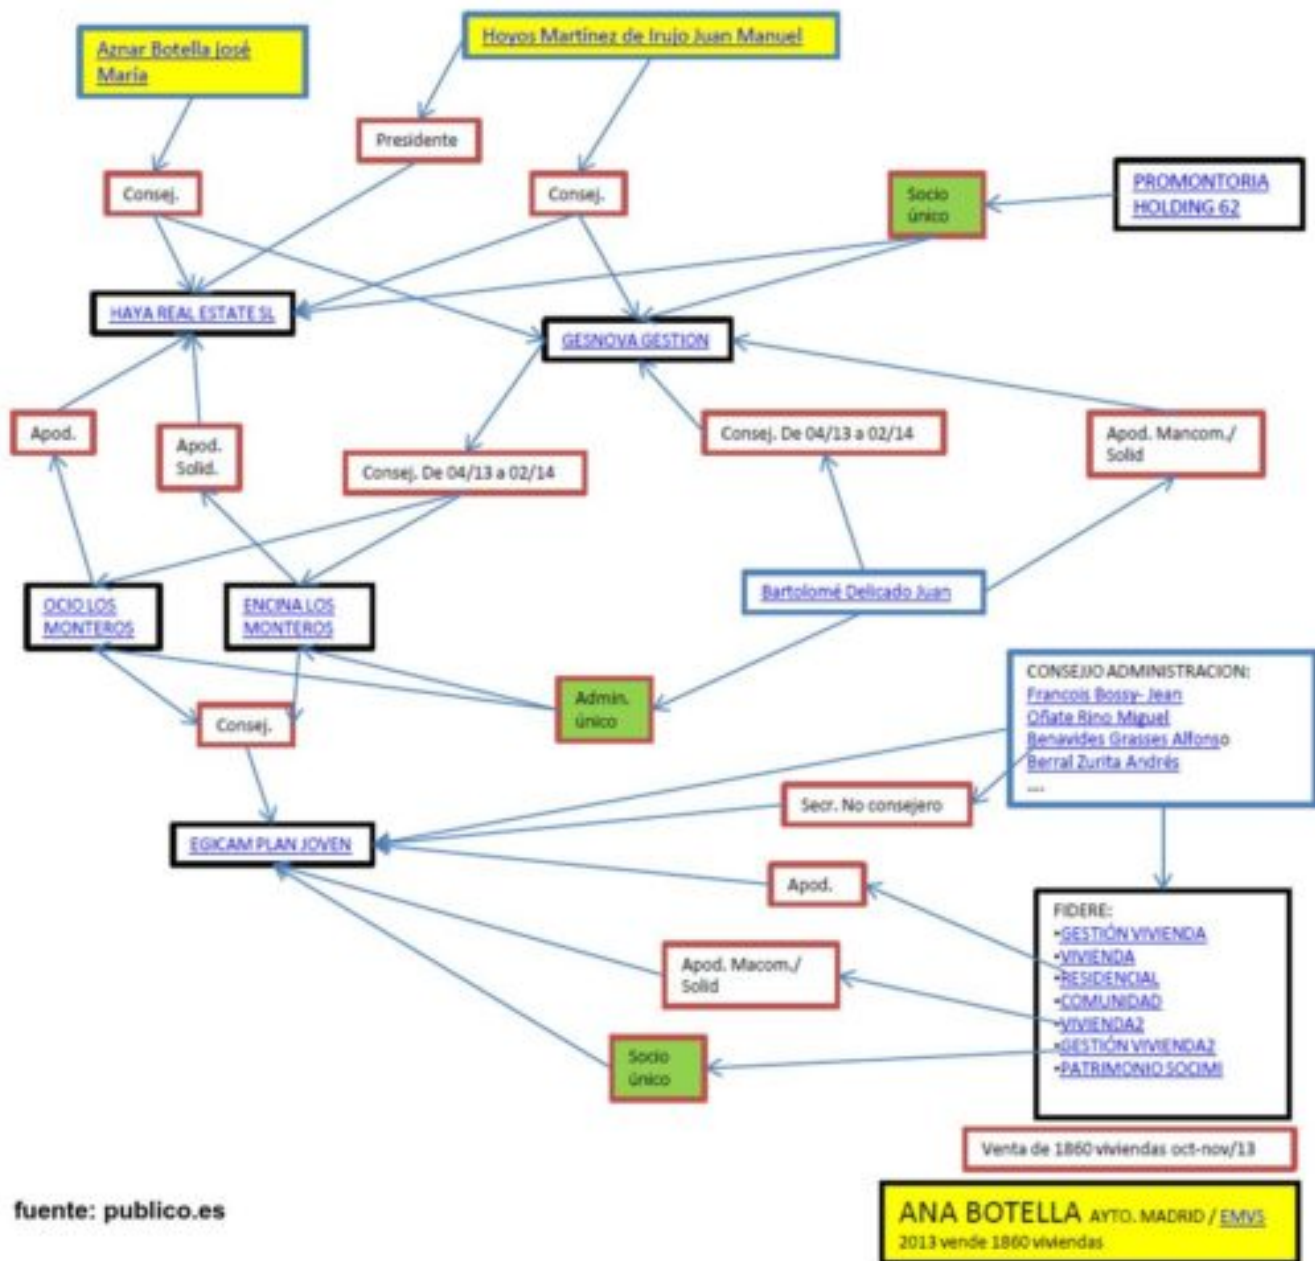 Aznar Botella José
María
Hoyos Martínez de Irujo Juan Manuel
Presidente
Consej.
Consej.
Socio
único
PROMONTORIA
HOLDING 62
HAYA REAL ESTATE SL
GESNOVA GESTION
Apod.
Apod.
Solid.
Consej. De 04/13 a 02/14
Consej. De 04/13 a 02/14
Apod. Mancom./
Solid
OCIO LOS
MONTEROS
ENCINA LOS
MONTEROS
Bartolomé Delicado Juan
Consej.
Admin.
único
CONSEJJO ADMINISTRACION:
Francois Bossy- Jean
Oñate Rino Miguel
Benavides Grasses Alfonso
Berral Zurita Andrés
....
Secr. No consejero
EGICAM PLAN JOVEN
Apod.
Apod. Macom./
Solid
Socio
único
FIDERE:
•GESTIÓN VIVIENDA
•VIVIENDA
•RESIDENCIAL
•COMUNIDAD
•VIVIENDA2
•GESTIÓN VIVIENDA2
•PATRIMONIO SOCIMI
Venta de 1860 viviendas oct-nov/13
fuente: publico.es
ANA BOTELLA AYTO. MADRID / EMVS
2013 vende 1860 viviendas